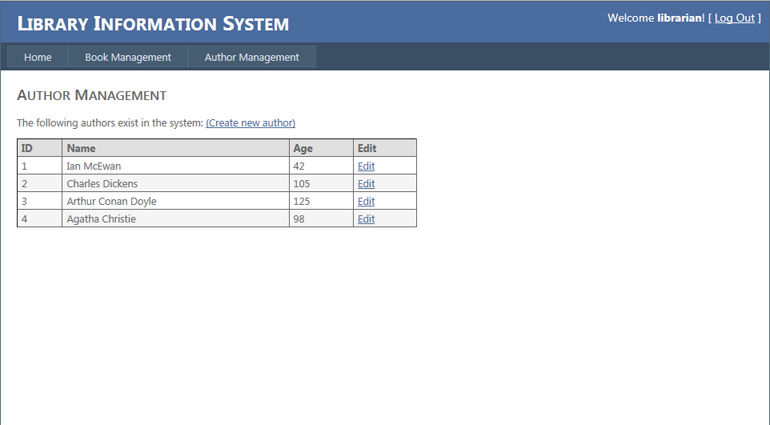 Library Information System
Welcome librarian! [ Log Out ]
Home Book Management Author Management
Author Management
The following authors exist in the system: (Create new author)
ID Name Age Edit
1 Ian McEwan 42 Edit
2 Charles Dickens 105 Edit
3 Arthur Conan Doyle 125 Edit
4 Agatha Christie 98 Edit